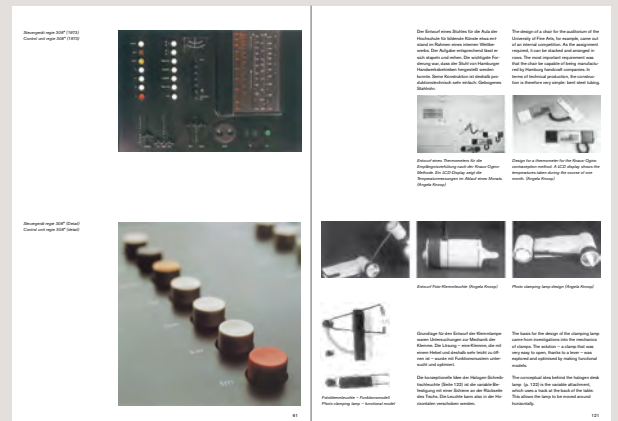 Steuergerät regie 308° (1973)
Control unit regie 308° (1973)
Steuergerät regie 308° (Detail)
Control unit regie 308° (detail)
61
Der Entwurf eines Stuhles für die Aula der
Hochschule für bildende Künste etwa ent-
stand im Rahmen eines internen Wettbe-
werbs. Der Aufgabe entsprechend lässt er
sich stapeln und reihen. Die wichtigste For-
derung war, dass der Stuhl von Hamburger
Handwerksbetrieben hergestellt werden
konnte. Seine Konstruktion ist deshalb pro-
duktionstechnisch sehr einfach: Gebogenes
Stahlrohr.
The design of a chair for the auditorium of the
University of Fine Arts, for example, came out
of an internal competition. As the assignment
required, it can be stacked and arranged in
rows. The most important requirement was
that the chair be capable of being manufactu-
red by Hamburg handcraft companies. In
terms of technical production, the construc-
tion is therefore very simple: bent steel tubing.
Entwurf eines Thermometers für die
Empfängnisverhütung nach der Knaur-Ogino-
Methode. Ein LCD-Display zeigt die
Temperaturmessungen im Ablauf eines Monats.
(Angela Knoop)
Design for a thermometer for the Knaur-Ogino
contraception method. A LCD display shows the
temperatures taken during the course of one
month. (Angela Knoop)
Entwurf Foto-Klemmleuchte (Angela Knoop)
Photo clamping lamp design (Angela Knoop)
Fotoklemmleuchte – Funktionsmodell
Photo clamping lamp – functional model
Grundlage für den Entwurf der Klemmlampe
waren Untersuchungen zur Mechanik der
Klemme. Die Lösung – eine Klemme, die mit
einem Hebel und deshalb sehr leicht zu öff-
nen ist – wurde mit Funktionsmustern unter-
sucht und optimiert.
Die konzeptionelle Idee der Halogen-Schreib-
tischleuchte (Seite 122) ist die variable Be-
festigung mit einer Schiene an der Rückseite
des Tischs. Die Leuchte kann also in der Ho-
rizontalen verschoben werden.
The basis for the design of the clamping lamp
came from investigations into the mechanics
of clamps. The solution – a clamp that was
very easy to open, thanks to a lever – was
explored and optimised by making functional
models.
The conceptual idea behind the halogen desk
lamp (p. 122) is the variable attachment,
which uses a track at the back of the table.
This allows the lamp to be moved around
horizontally.
121